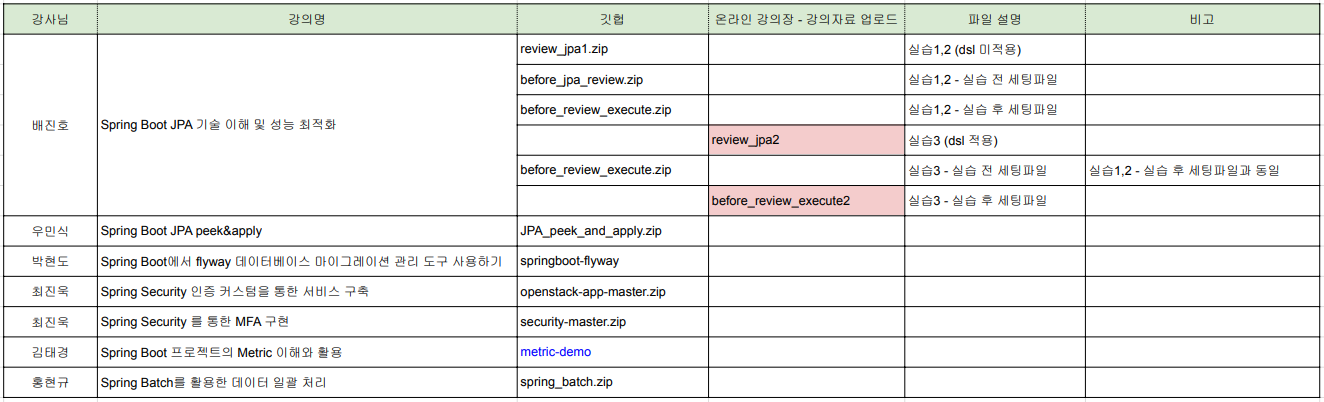 강사님 강의명 깃헙 온라인 강의장 - 강의자료 업로드 파일 설명 비고
review_jpa1.zip 실습1,2 (dsl 미적용)
before_jpa_review.zip 실습1,2 - 실습 전 세팅파일
before_review_execute.zip 실습1,2 - 실습 후 세팅파일
배진호 Spring Boot JPA 기술 이해 및 성능 최적화
review_jpa2 실습3 (dsl 적용)
before_review_execute.zip 실습3 - 실습 전 세팅파일 실습1,2 - 실습 후 세팅파일과 동일
before_review_execute2 실습3 - 실습 후 세팅파일
우민식 Spring Boot JPA peek&apply JPA_peek_and_apply.zip
박현도 Spring Boot에서 flyway 데이터베이스 마이그레이션 관리 도구 사용하기 springboot-flyway
최진욱 Spring Security 인증 커스텀을 통한 서비스 구축 openstack-app-master.zip
최진욱 Spring Security 를 통한 MFA 구현 security-master.zip
김태경 Spring Boot 프로젝트의 Metric 이해와 활용 metric-demo
홍현규 Spring Batch를 활용한 데이터 일괄 처리 spring_batch.zip